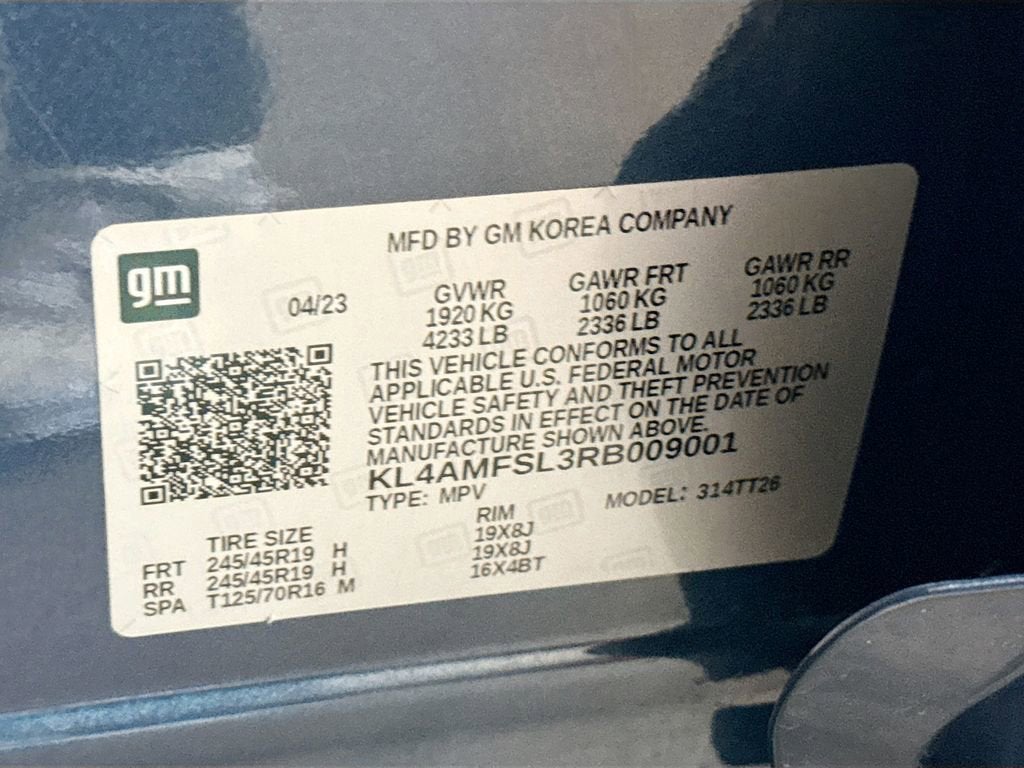 MFD BY GM KOREA COMPANY
gm
04/23
GVWR GAWR FRT GAWR RR
1920 KG 1060 KG 1060 KG
4233 LB 2336 LB 2336 LB
THIS VEHICLE CONFORMS TO ALL
APPLICABLE U.S. FEDERAL MOTOR
VEHICLE SAFETY AND THEFT PREVENTION
STANDARDS IN EFFECT ON THE DATE OF
MANUFACTURE SHOWN ABOVE.
KL4AMFSL3RB009001
TYPE: MPV MODEL: 314TT26
TIRE SIZE RIM
FRT 245/45R19 H 19X8J
RR 245/45R19 H 19X8J
SPA T125/70R16 M 16X4BT